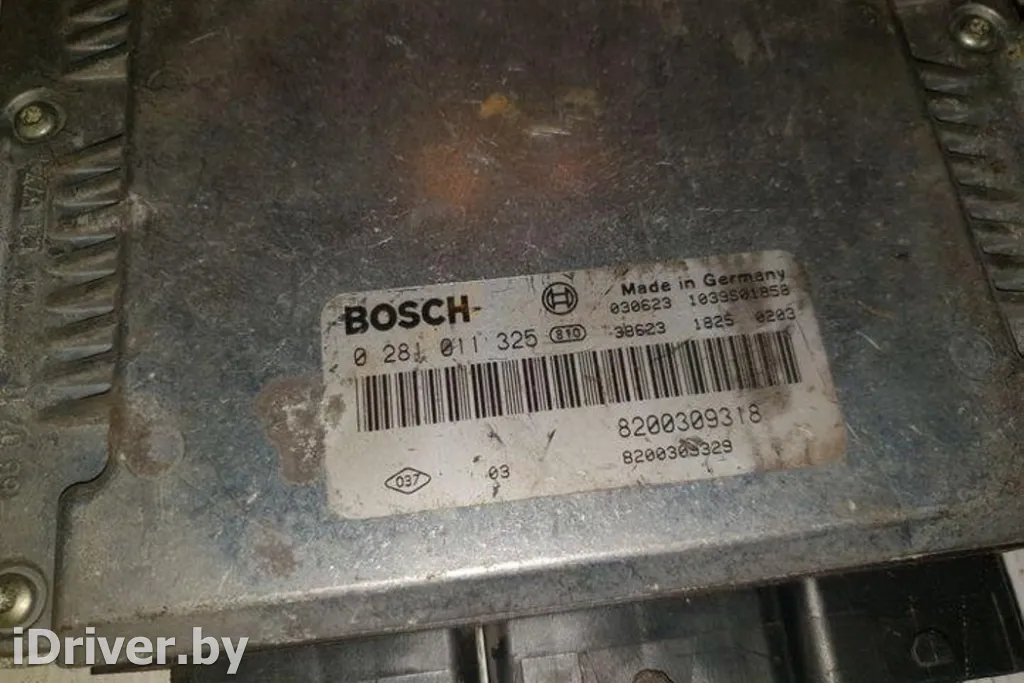 BOSCH
Made in Germany
030623 1039S01858
0 281 011 325 810 38623 1825 0203
8200309318
8200309329
037 03
iDriver.by